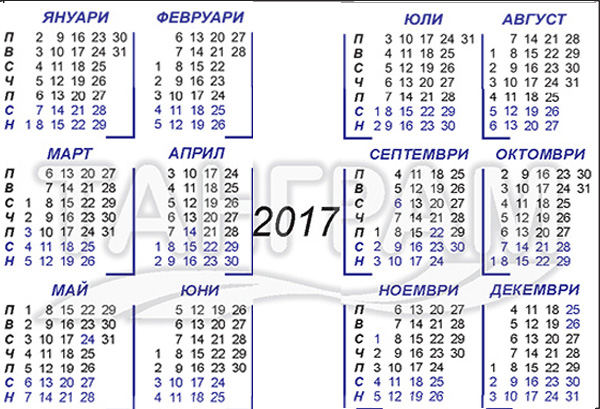 ЯНУАРИ ФЕВРУАРИ ЮЛИ АВГУСТ
П 2 9 16 23 30 6 13 20 27 П 3 10 17 24 31 7 14 21 28
В 3 10 17 24 31 7 14 21 28 В 4 11 18 25 1 8 15 22 29
С 4 11 18 25 1 8 15 22 С 5 12 19 26 2 9 16 23 30
Ч 5 12 19 26 2 9 16 23 Ч 6 13 20 27 3 10 17 24 31
П 6 13 20 27 3 10 17 24 П 7 14 21 28 4 11 18 25
С 7 14 21 28 4 11 18 25 С 1 8 15 22 29 5 12 19 26
Н 1 8 15 22 29 5 12 19 26 Н 2 9 16 23 30 6 13 20 27
МАРТ АПРИЛ СЕПТЕМВРИ ОКТОМВРИ
П 6 13 20 27 3 10 17 24 П 4 11 18 25 2 9 16 23 30
В 7 14 21 28 4 11 18 25 В 5 12 19 26 3 10 17 24 31
С 1 8 15 22 29 5 12 19 26 С 6 13 20 27 4 11 18 25
Ч 2 9 16 23 30 6 13 20 27 Ч 7 14 21 28 5 12 19 26
П 3 10 17 24 31 7 14 21 28 П 1 8 15 22 29 6 13 20 27
С 4 11 18 25 1 8 15 22 29 С 2 9 16 23 30 7 14 21 28
Н 5 12 19 26 2 9 16 23 30 Н 3 10 17 24 1 8 15 22 29
ТАНГРАМ
2017
МАЙ ЮНИ НОЕМВРИ ДЕКЕМВРИ
П 1 8 15 22 29 5 12 19 26 П 6 13 20 27 4 11 18 25
В 2 9 16 23 30 6 13 20 27 В 7 14 21 28 5 12 19 26
С 3 10 17 24 31 7 14 21 28 С 1 8 15 22 29 6 13 20 27
Ч 4 11 18 25 1 8 15 22 29 Ч 2 9 16 23 30 7 14 21 28
П 5 12 19 26 2 9 16 23 30 П 3 10 17 24 1 8 15 22 29
С 6 13 20 27 3 10 17 24 С 4 11 18 25 2 9 16 23 30
Н 7 14 21 28 4 11 18 25 Н 5 12 19 26 3 10 17 24 31